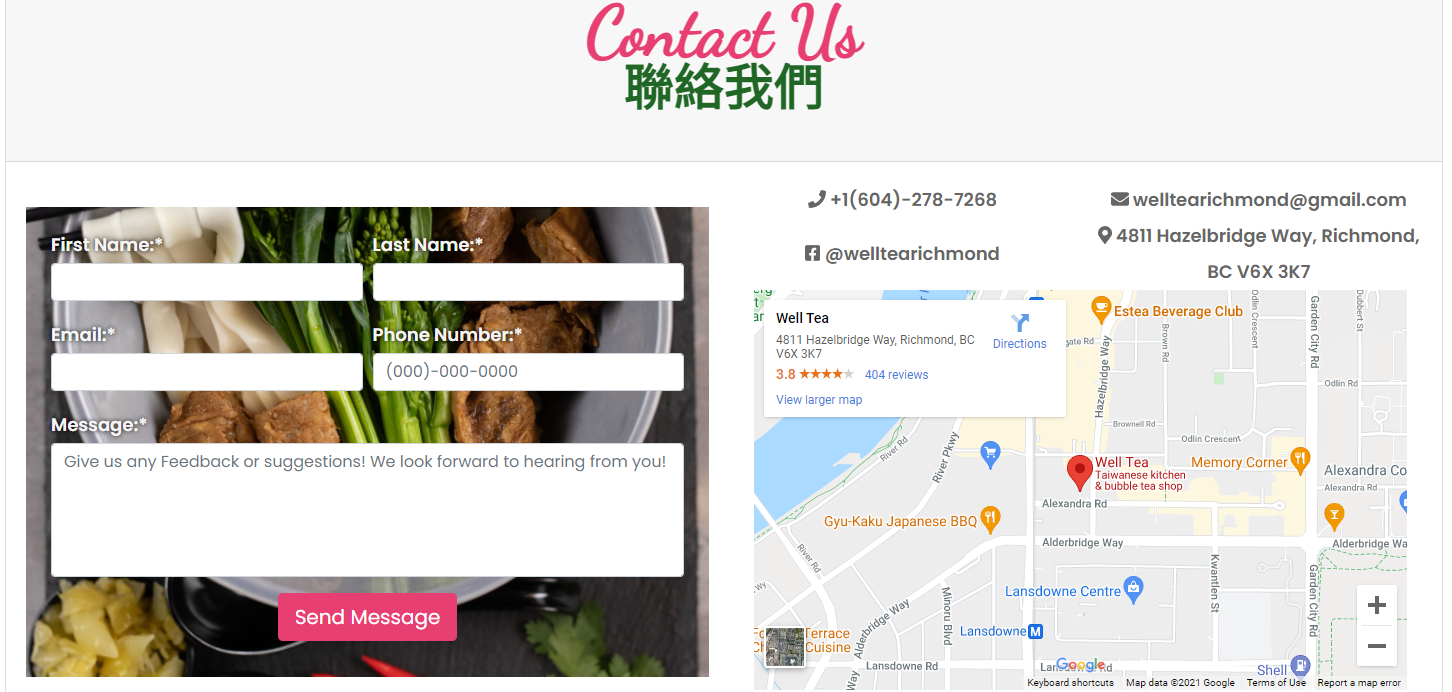 Contact Us
聯絡我們
First Name:*
Last Name:*
Email:*
Phone Number:*
(000)-000-0000
Message:*
Give us any Feedback or suggestions! We look forward to hearing from you!
Send Message
+1(604)-278-7268
welltearichmond@gmail.com
@welltearichmond
4811 Hazelbridge Way, Richmond,
BC V6X 3K7
Well Tea
4811 Hazelbridge Way, Richmond, BC
V6X 3K7
Directions
3.8
404 reviews
View larger map
Estea Beverage Club
Hazelbridge Way
Brown Rd
Odlin Crescent
Garden City Rd
Dubbert St
Odlin Rd
Brownell Rd
Odlin Crescent
River Rd
River Pkwy
Well Tea
Taiwanese kitchen
& bubble tea shop
Memory Corner
Alexandra Co
Alexandra Rd
Alexandra Rd
Gyu-Kaku Japanese BBQ
Alderbridge Way
Alderbridge Wa
River Rd
Lansdowne Centre
Kwantlen St
Garden City Rd
Minoru Blvd
Alderbridge Way
Lansdowne
M
Terrace
Cuisine
Lansdowne Rd
Google
Shell
Keyboard shortcuts
Map data ©2021 Google
Terms of Use
Report a map error